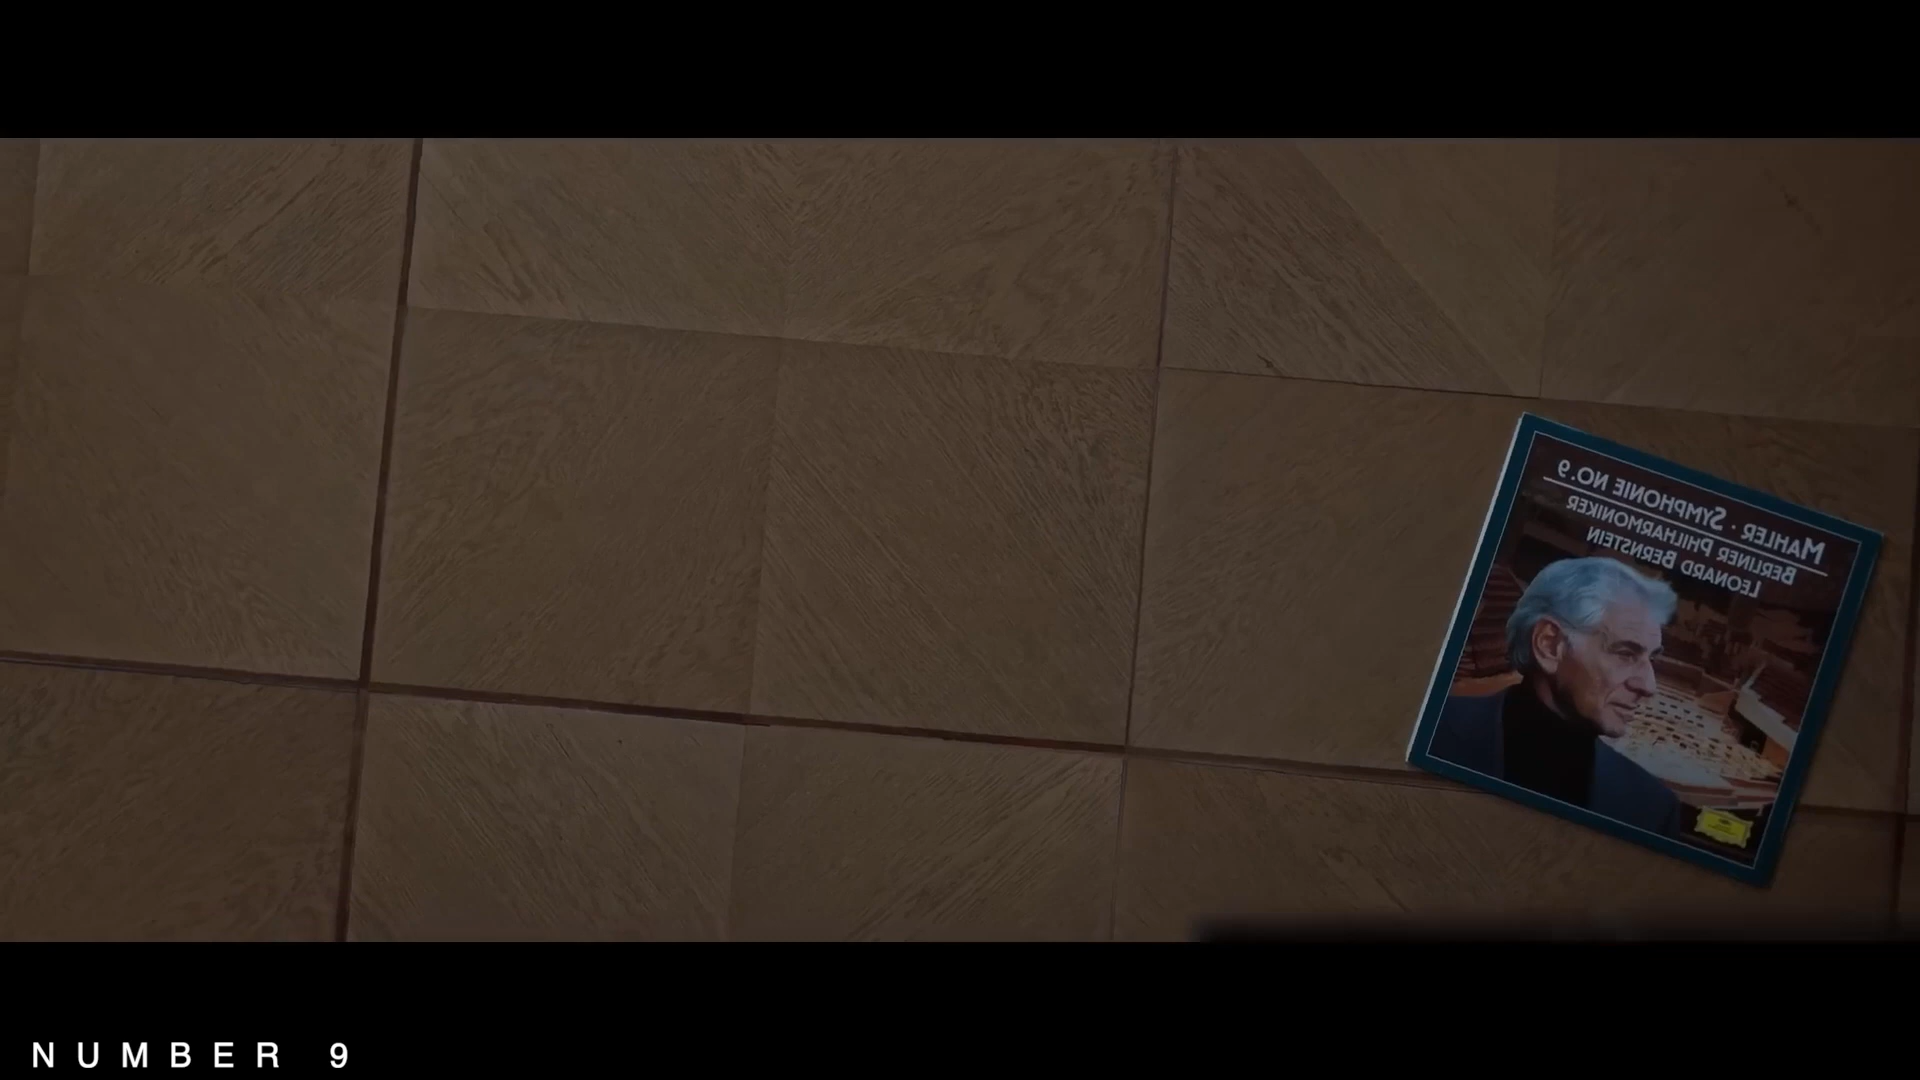 MAHLER · SYMPHONIE NO.9
BERLINER PHILHARMONIKER
LEONARD BERNSTEIN
NUMBER 9